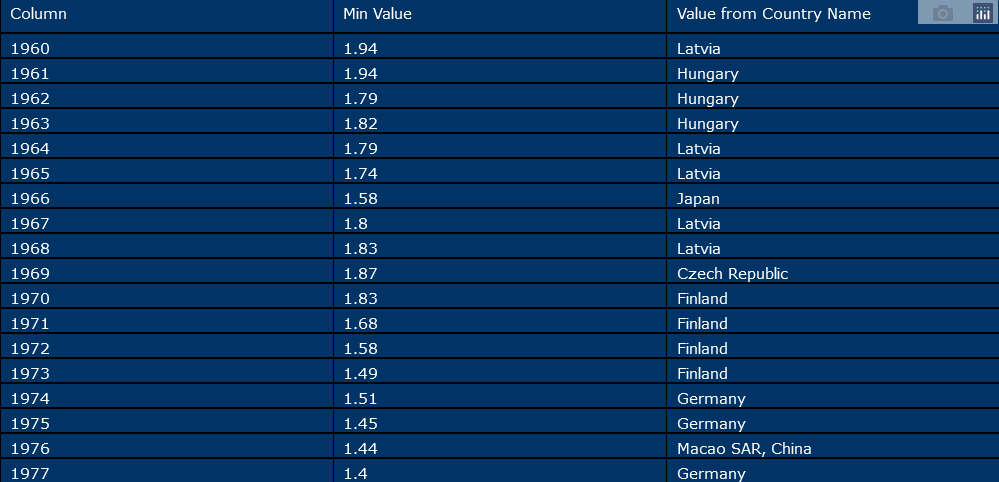 Column Min Value Value from Country Name
1960 1.94 Latvia
1961 1.94 Hungary
1962 1.79 Hungary
1963 1.82 Hungary
1964 1.79 Latvia
1965 1.74 Latvia
1966 1.58 Japan
1967 1.8 Latvia
1968 1.83 Latvia
1969 1.87 Czech Republic
1970 1.83 Finland
1971 1.68 Finland
1972 1.58 Finland
1973 1.49 Finland
1974 1.51 Germany
1975 1.45 Germany
1976 1.44 Macao SAR, China
1977 1.4 Germany